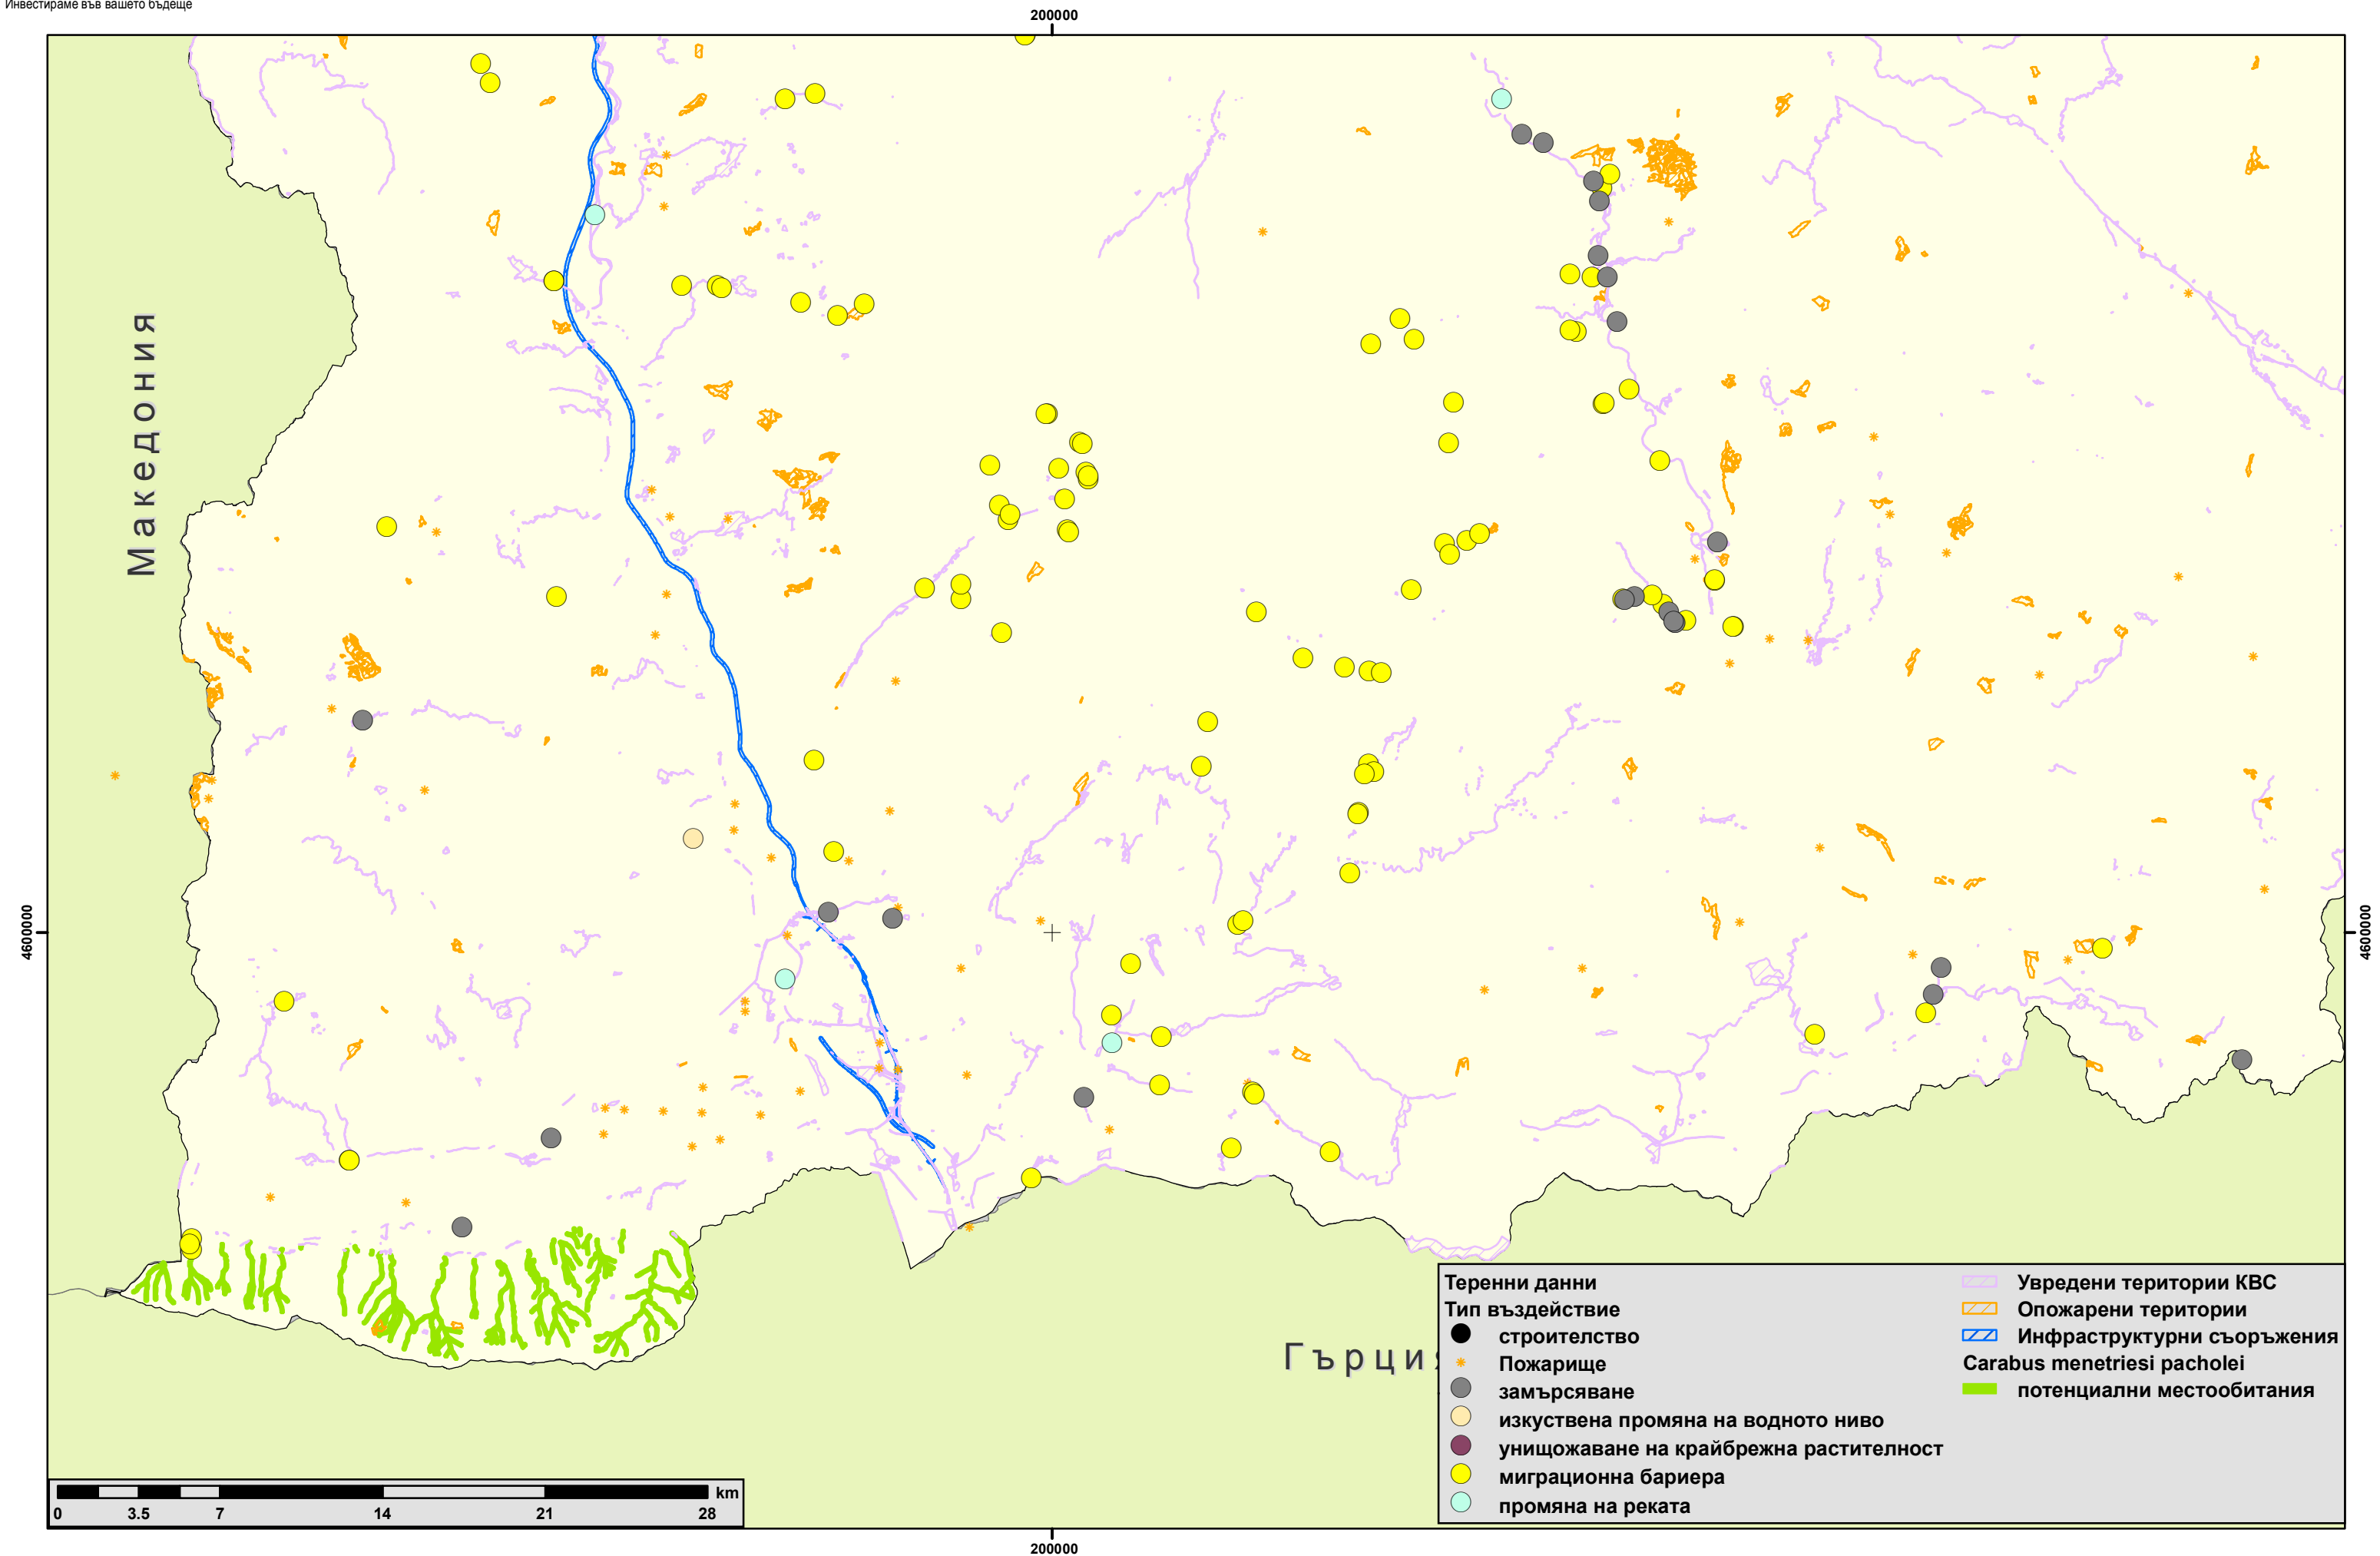 Инвестираме във вашето бъдеще
200000
Македония
4600000
4600000
Гърция
Теренни данни
Тип въздействие
строителство
Пожарище
замърсяване
изкуствена промяна на водното ниво
унищожаване на крайбрежна растителност
миграционна бариера
промяна на реката
Увредени територии КВС
Опожарени територии
Инфраструктурни съоръжения
Carabus menetriesi pacholei
потенциални местообитания
km
0 3.5 7 14 21 28
200000